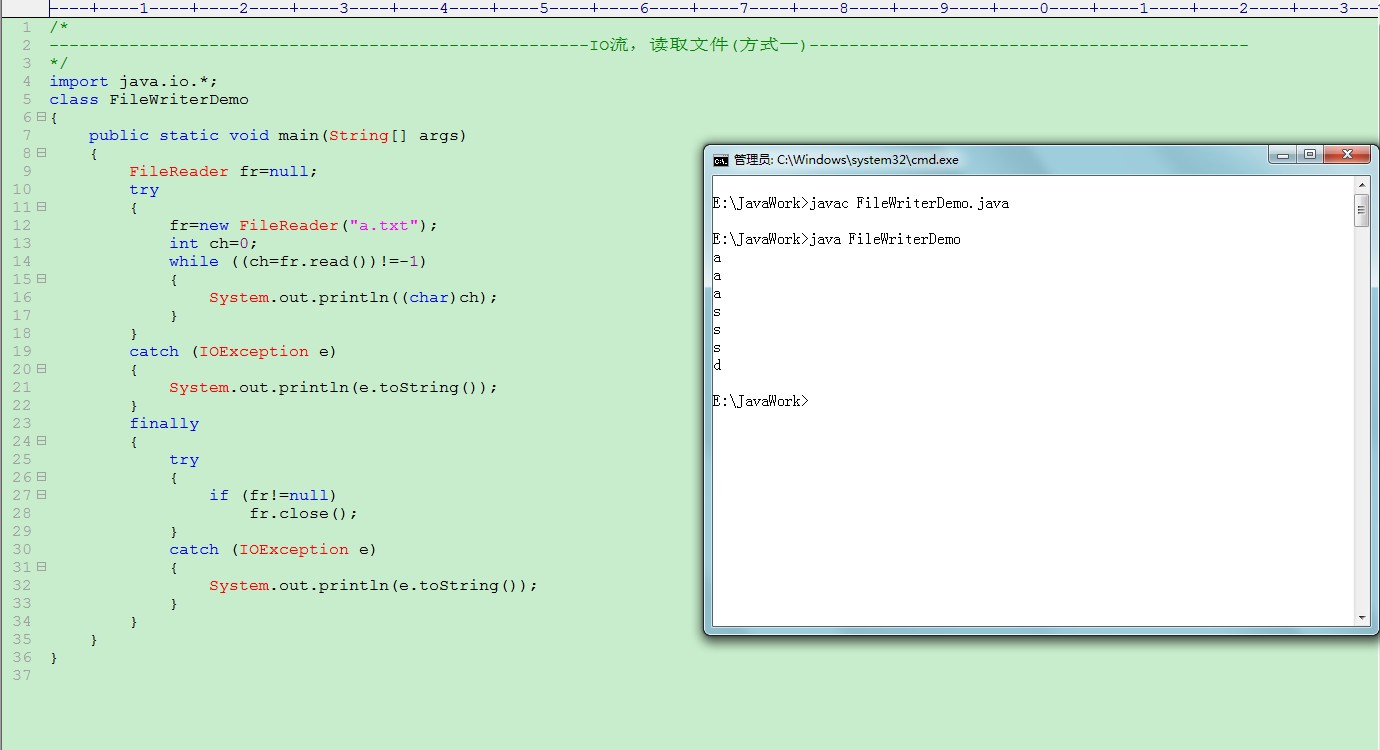 ----+----1----+----2----+----3----+----4----+----5----+----6----+----7----+----8----+----9----+----0----+----1----+----2----+----3---
1 /*
2 ------------------------------------------------------IO流，读取文件(方式一)--------------------------------------------
3 */
4 import java.io.*;
5 class FileWriterDemo
6 {
7     public static void main(String[] args)
8     {
9         FileReader fr=null;
10         try
11         {
12             fr=new FileReader("a.txt");
13             int ch=0;
14             while ((ch=fr.read())!=-1)
15             {
16                 System.out.println((char)ch);
17             }
18         }
19         catch (IOException e)
20         {
21             System.out.println(e.toString());
22         }
23         finally
24         {
25             try
26             {
27                 if (fr!=null)
28                     fr.close();
29             }
30             catch (IOException e)
31             {
32                 System.out.println(e.toString());
33             }
34         }
35     }
36 }
37
管理员: C:\Windows\system32\cmd.exe
E:\JavaWork>javac FileWriterDemo.java
E:\JavaWork>java FileWriterDemo
a
a
a
s
s
s
d
E:\JavaWork>